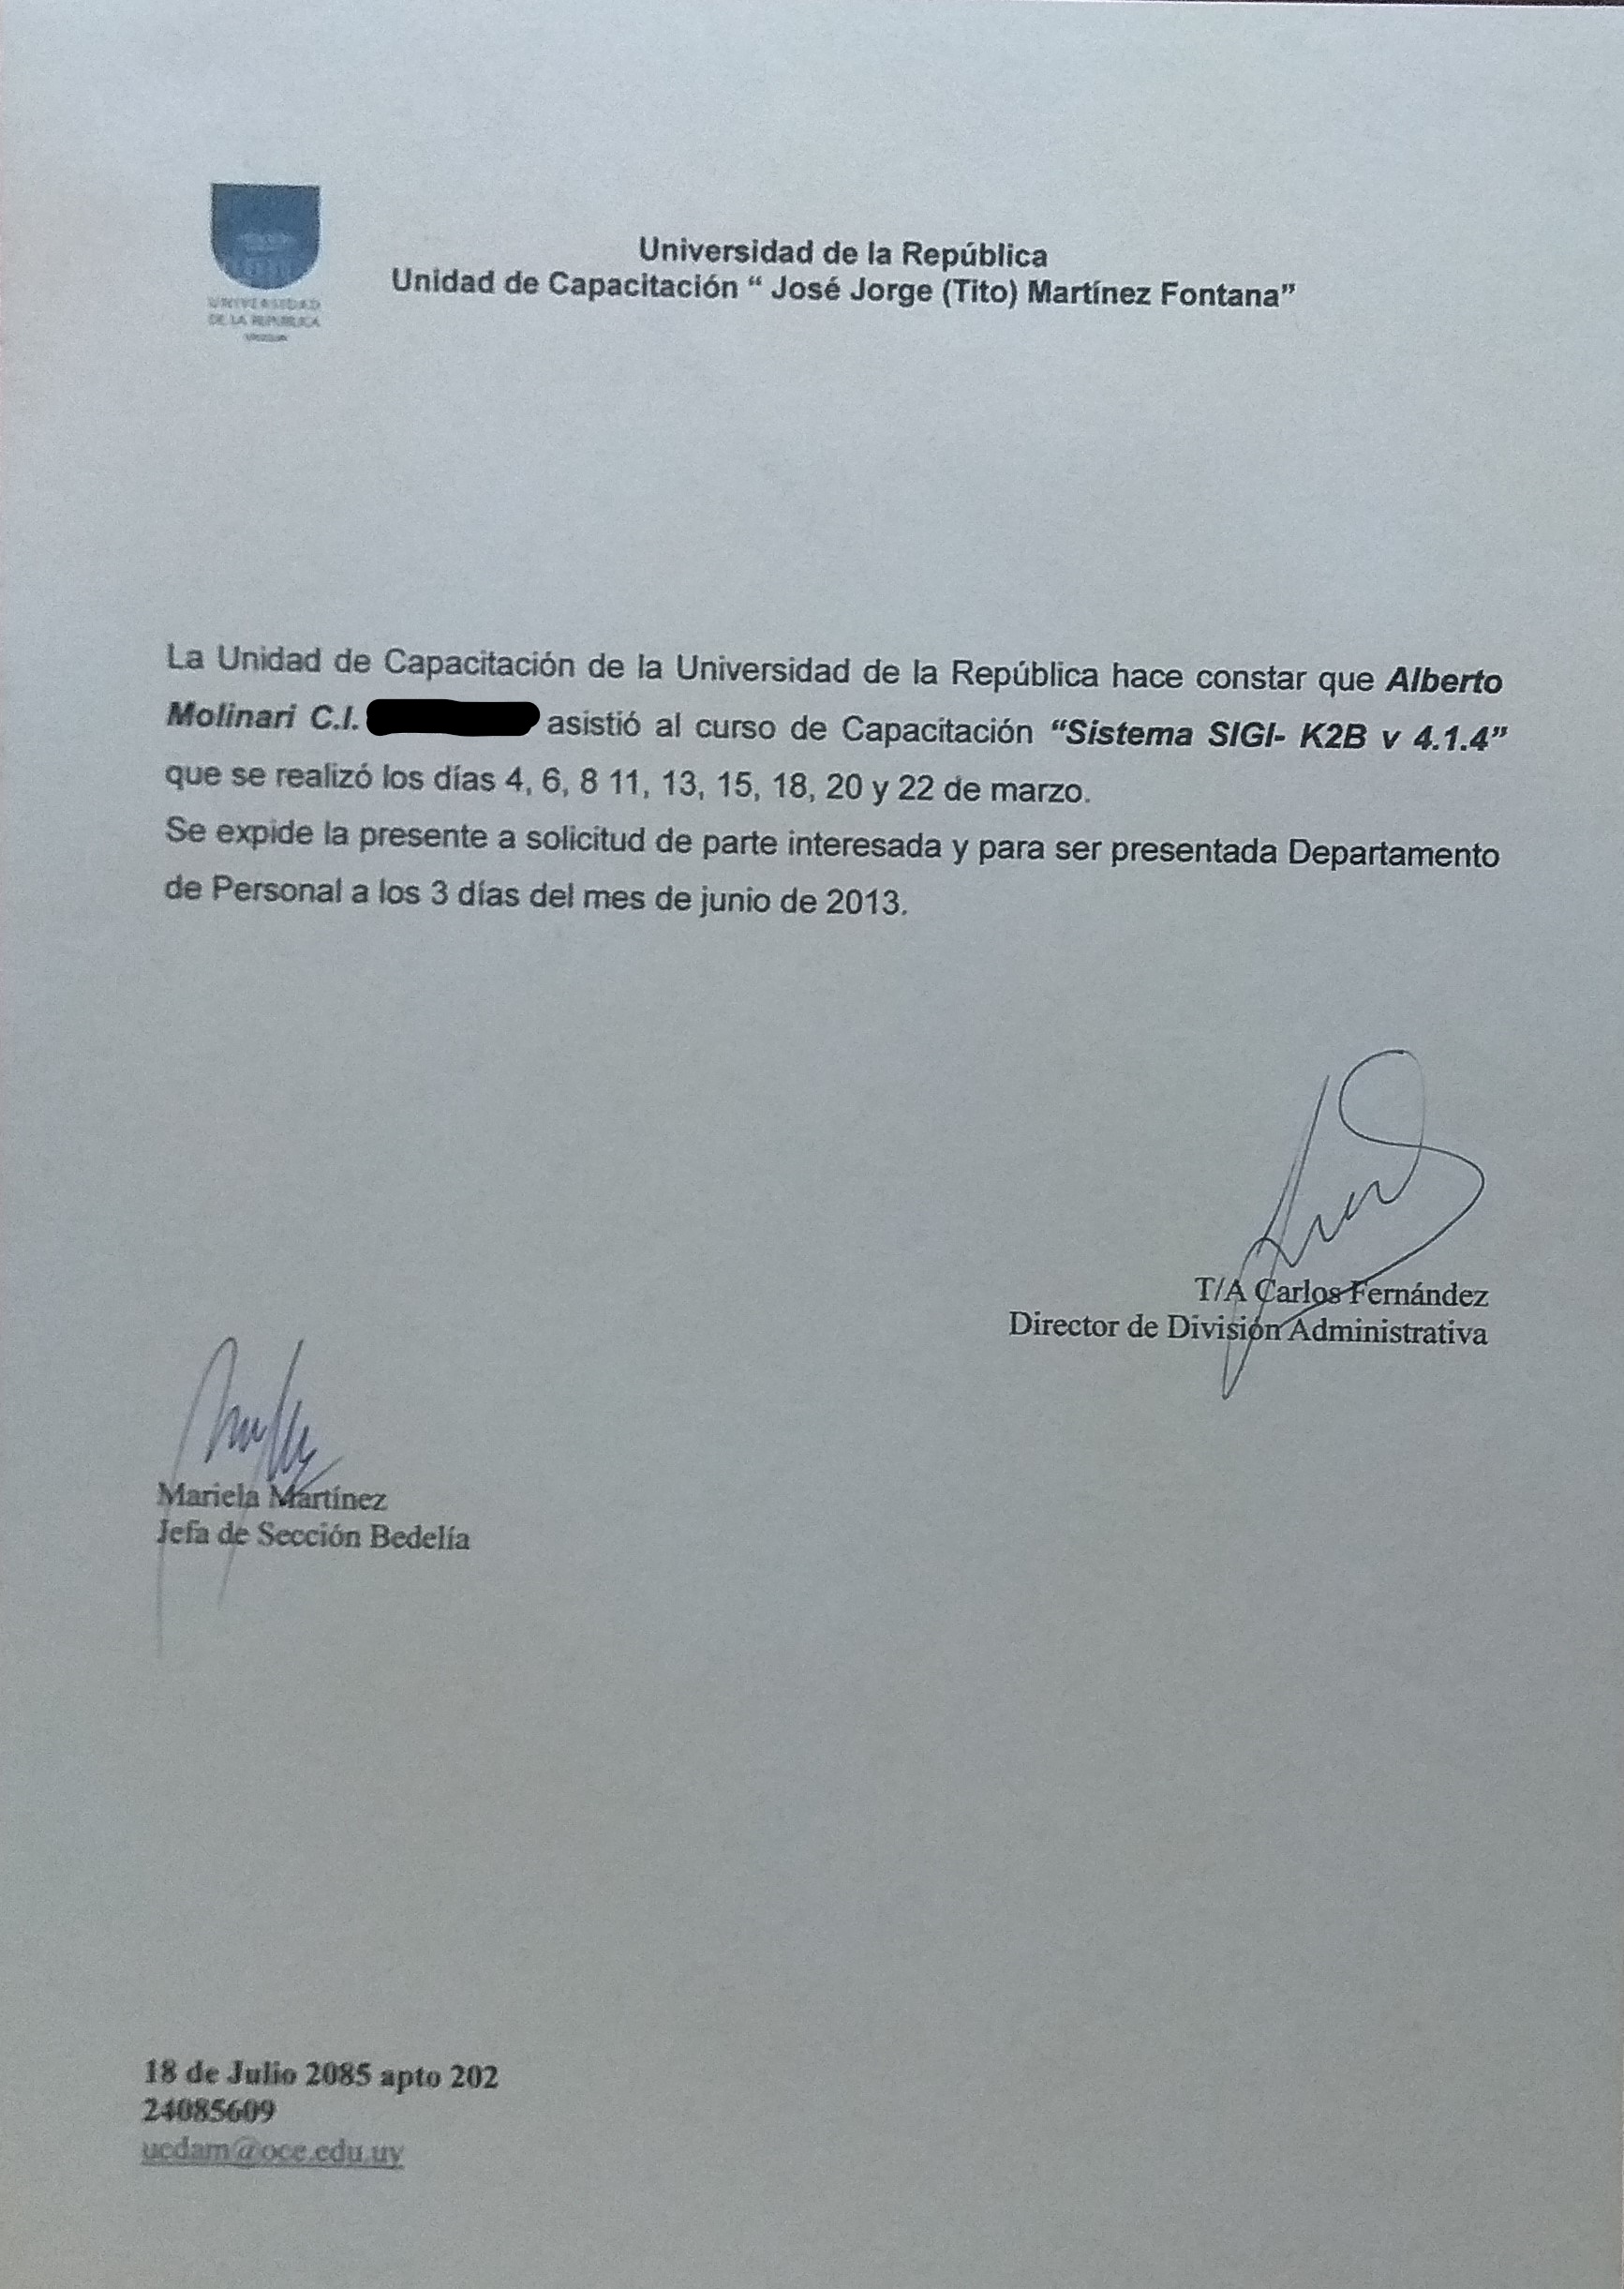 UNIVERSIDAD
DE LA REPÚBLICA
URUGUAY
Universidad de la República
Unidad de Capacitación “ José Jorge (Tito) Martínez Fontana”
La Unidad de Capacitación de la Universidad de la República hace constar que Alberto
Molinari C.I. asistió al curso de Capacitación “Sistema SIGI- K2B v 4.1.4”
que se realizó los días 4, 6, 8 11, 13, 15, 18, 20 y 22 de marzo.
Se expide la presente a solicitud de parte interesada y para ser presentada Departamento
de Personal a los 3 días del mes de junio de 2013.
T/A Carlos Fernández
Director de División Administrativa
Mariela Martínez
Jefa de Sección Bedelía
18 de Julio 2085 apto 202
24085609
ucdam@oce.edu.uy